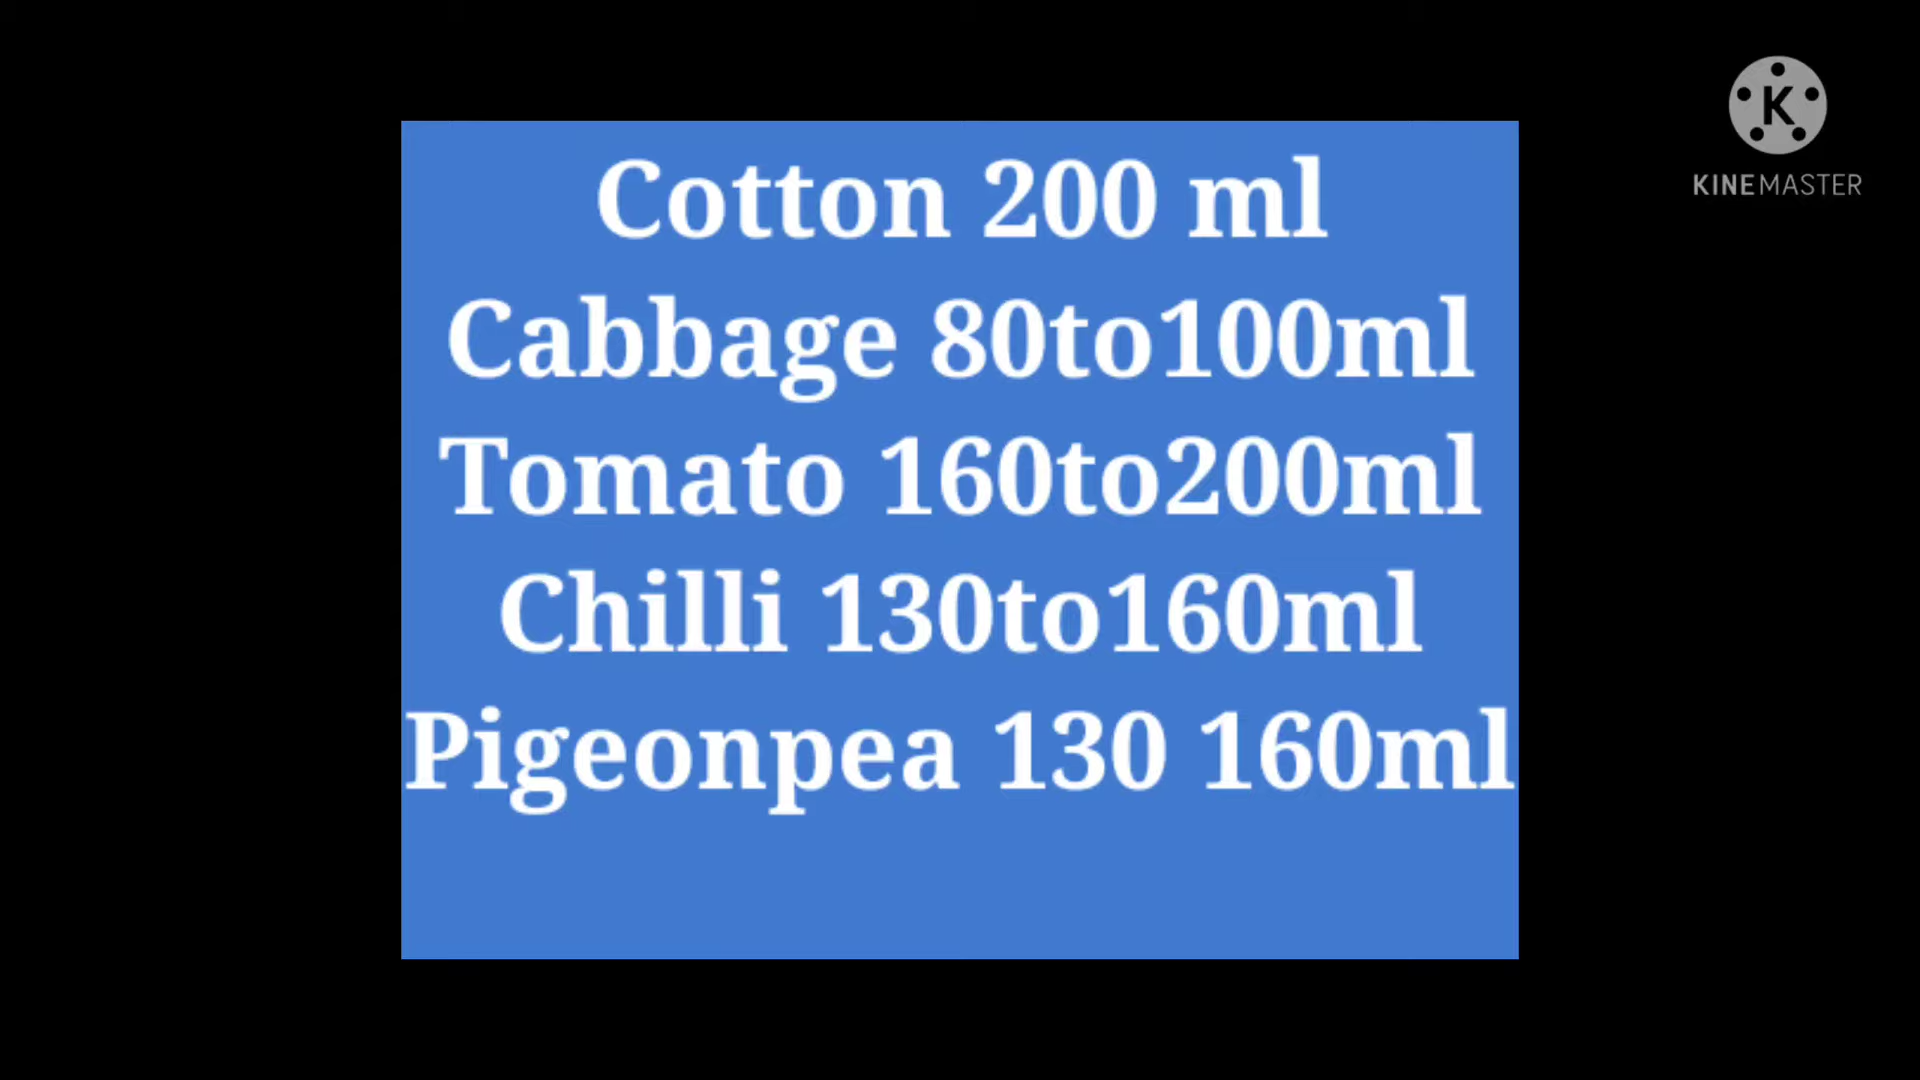 Cotton 200 ml
Cabbage 80to100ml
Tomato 160to200ml
Chilli 130to160ml
Pigeonpea 130 160ml
K
KINEMASTER